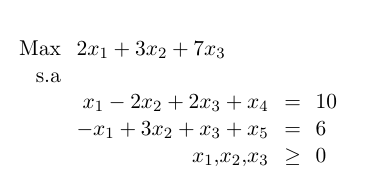 Max 2x₁ + 3x₂ + 7x₃
s.a
x₁ − 2x₂ + 2x₃ + x₄ = 10
−x₁ + 3x₂ + x₃ + x₅ = 6
x₁,x₂,x₃ ≥ 0